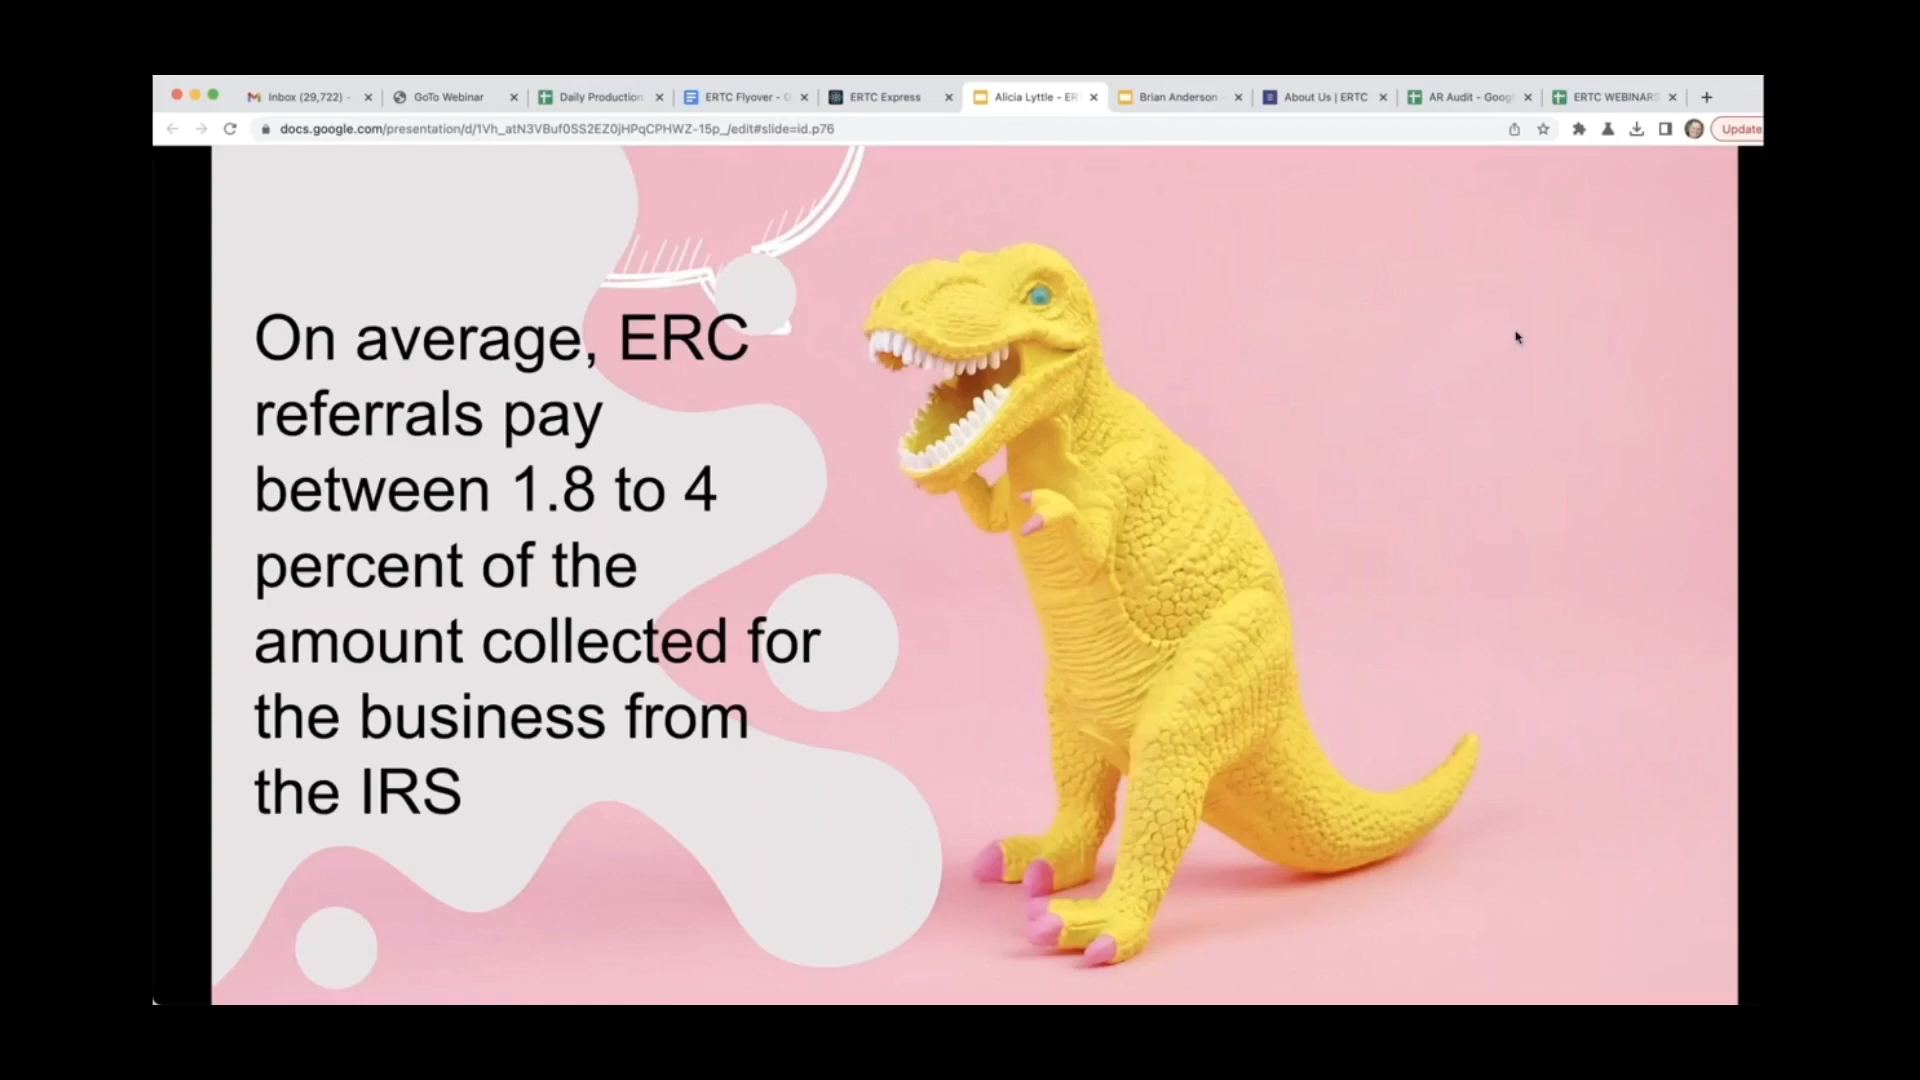 Inbox (29,722) -
GoTo Webinar
Daily Production
ERTC Flyover - G
ERTC Express
Alicia Lyttle - ER
Brian Anderson
About Us | ERTC
AR Audit - Googl
ERTC WEBINARS
docs.google.com/presentation/d/1Vh_atN3VBuf0SS2EZ0jHPqCPHWZ-15p_/edit#slide=id.p76
Update
On average, ERC
referrals pay
between 1.8 to 4
percent of the
amount collected for
the business from
the IRS